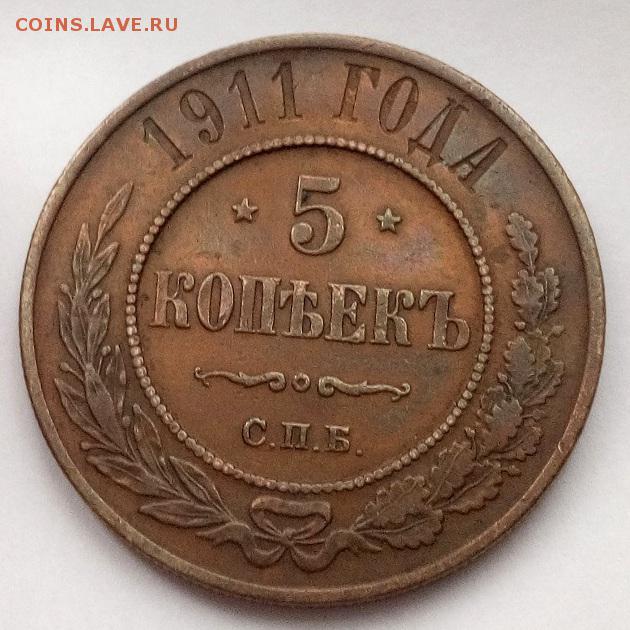 COINS.LAVE.RU
1911 ГОДА
5
КОПѢЕКЪ
С.П.Б.